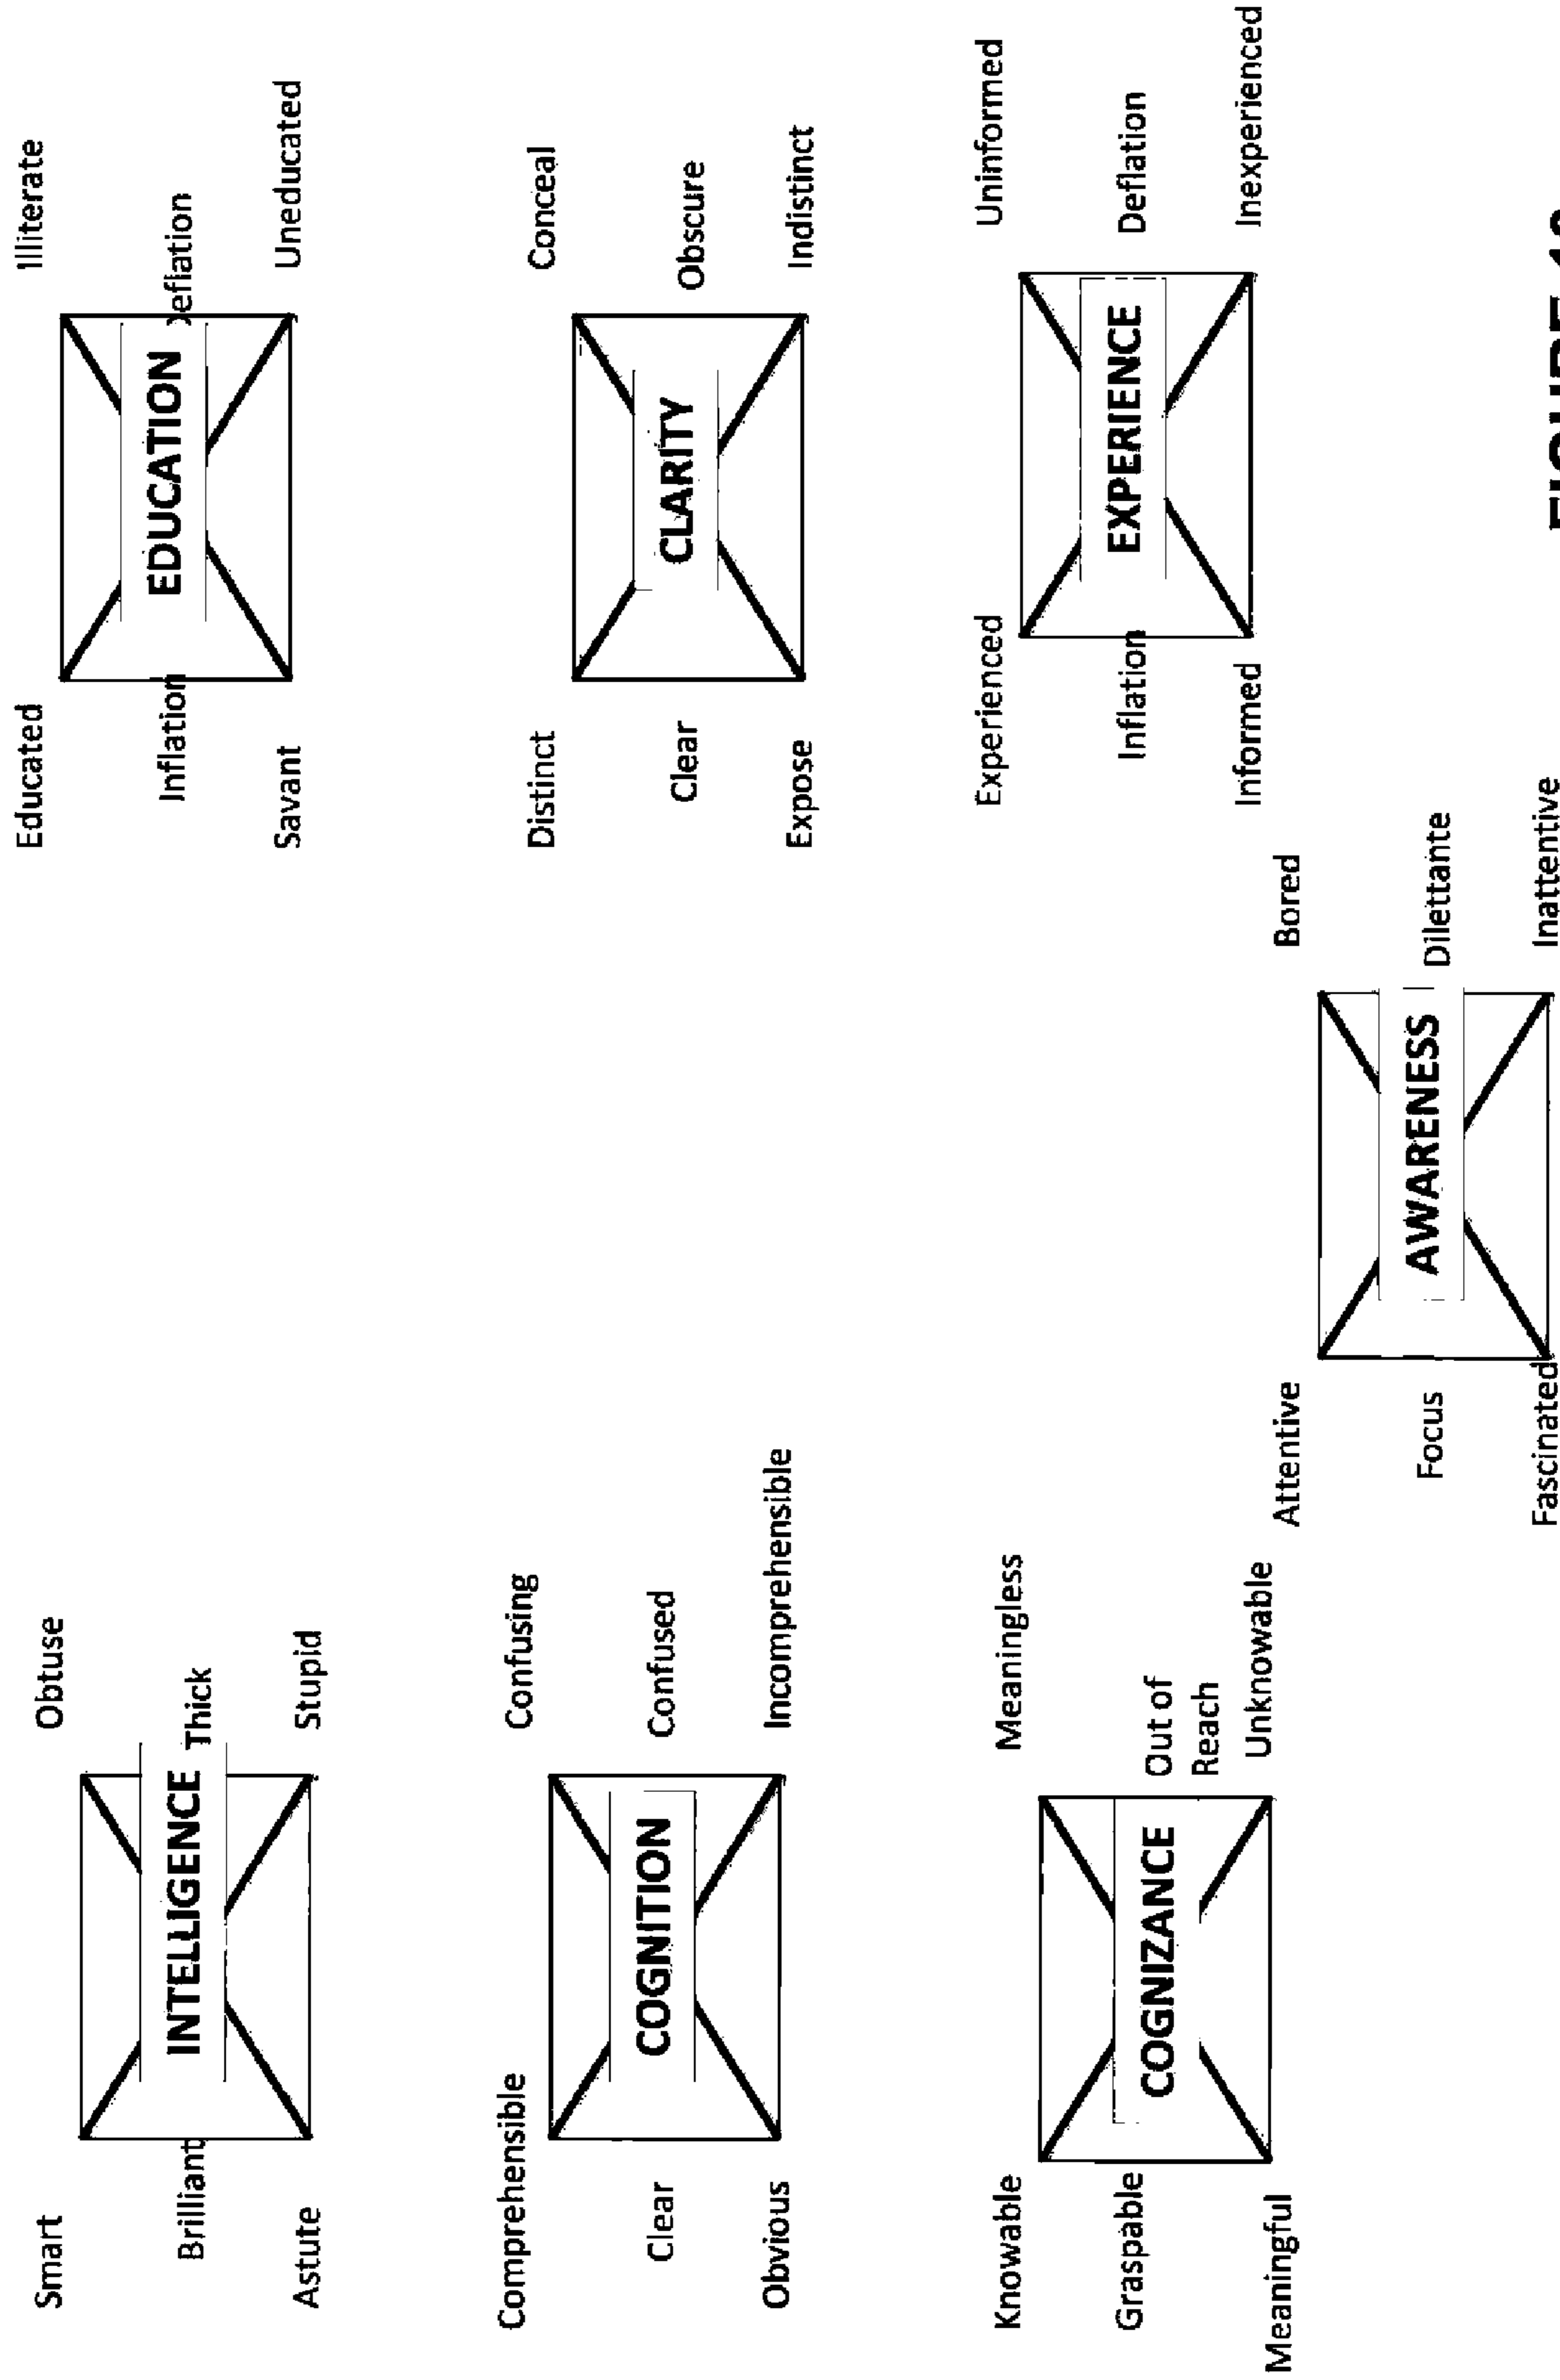 Smart
Obtuse
Brilliant
INTELLIGENCE
Thick
Astute
Stupid
Educated
Illiterate
Inflation
EDUCATION
Deflation
Savant
Uneducated
Comprehensible
Confusing
Clear
COGNITION
Confused
Obvious
Incomprehensible
Distinct
Conceal
Clear
CLARITY
Obscure
Expose
Indistinct
Knowable
Meaningless
Graspable
COGNIZANCE
Out of
Reach
Meaningful
Unknowable
Experienced
Uninformed
Inflation
EXPERIENCE
Deflation
Informed
Inexperienced
Attentive
Bored
Focus
AWARENESS
Dilettante
Fascinated
Inattentive
FIGURE